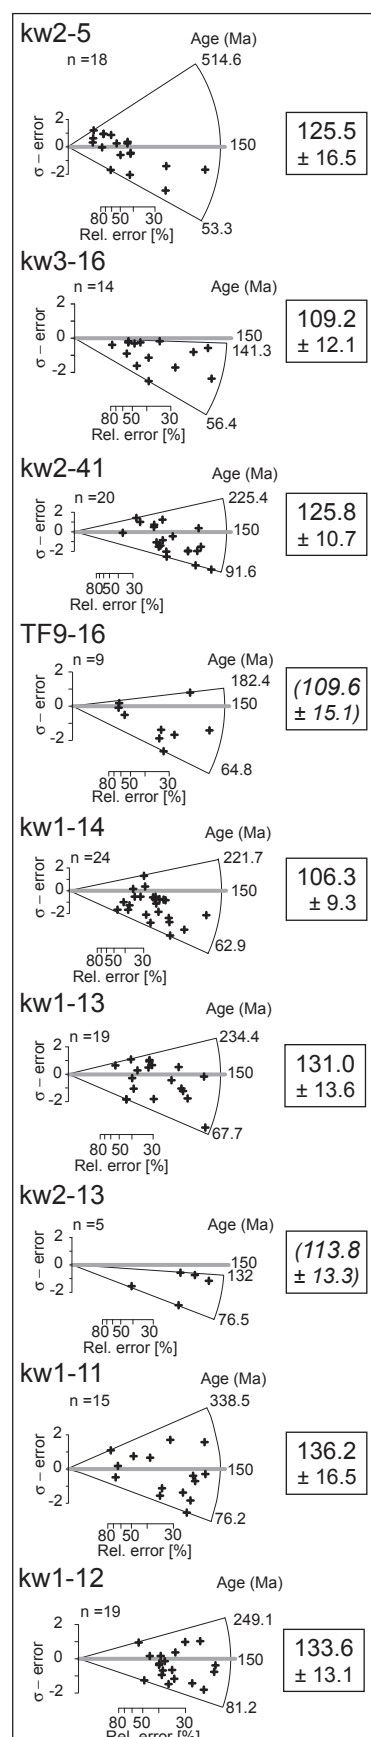 kw2-5
Age (Ma)
n =18
514.6
2
0
-2
σ – error
150
125.5
± 16.5
80 50 30
Rel. error [%]
53.3
kw3-16
n =14
Age (Ma)
2
0
-2
σ – error
150
141.3
109.2
± 12.1
80 50 30
Rel. error [%]
56.4
kw2-41
Age (Ma)
n =20
225.4
2
0
-2
σ – error
150
125.8
± 10.7
91.6
80 50 30
Rel. error [%]
TF9-16
n =9
Age (Ma)
182.4
2
0
-2
σ – error
150
(109.6
± 15.1)
80 50 30
64.8
Rel. error [%]
kw1-14
Age (Ma)
n =24
221.7
2
0
-2
σ – error
150
106.3
± 9.3
80 50 30
62.9
Rel. error [%]
kw1-13
Age (Ma)
n =19
234.4
2
0
-2
σ – error
150
131.0
± 13.6
67.7
80 50 30
Rel. error [%]
kw2-13
n =5
Age (Ma)
2
0
-2
σ – error
150
132
(113.8
± 13.3)
76.5
80 50 30
Rel. error [%]
kw1-11
Age (Ma)
n =15
338.5
2
0
-2
σ – error
150
136.2
± 16.5
76.2
80 50 30
Rel. error [%]
kw1-12
Age (Ma)
n =19
249.1
2
0
-2
σ – error
150
133.6
± 13.1
81.2
80 50 30
Rel. error [%]